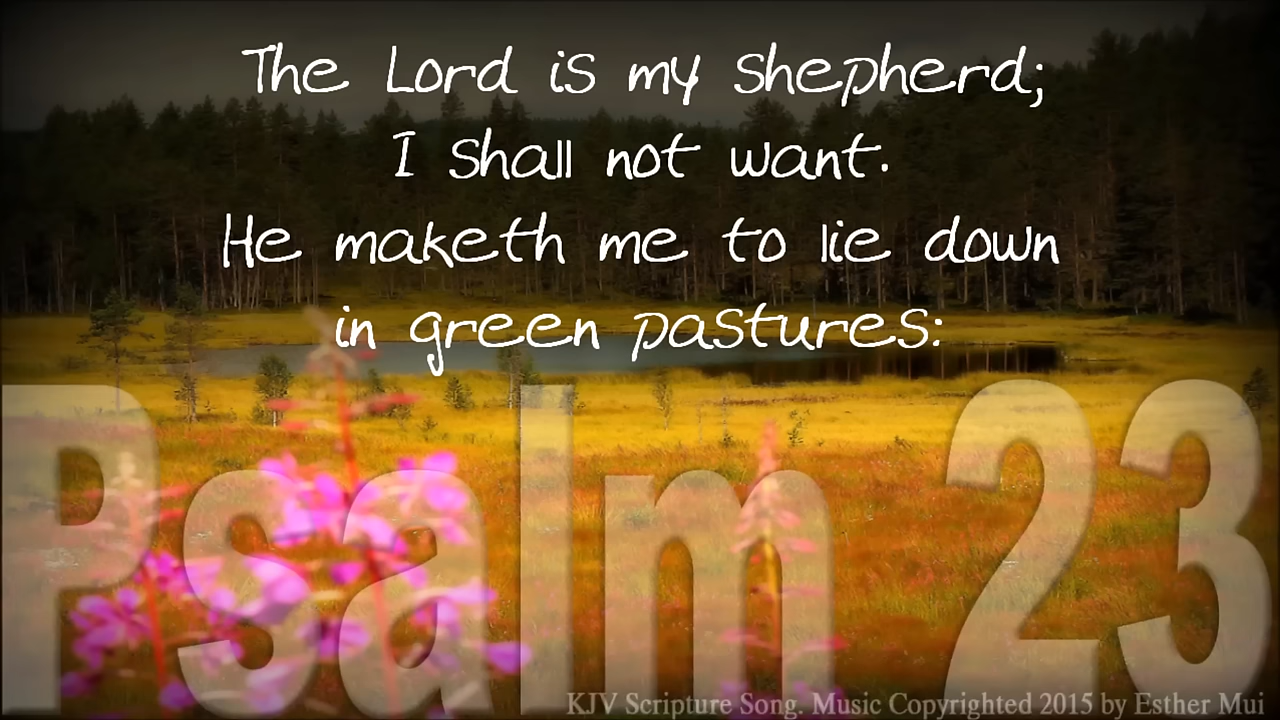 The Lord is my shepherd;
I shall not want.
He maketh me to lie down
in green pastures:
Psalm 23
KJV Scripture Song. Music Copyrighted 2015 by Esther Mui